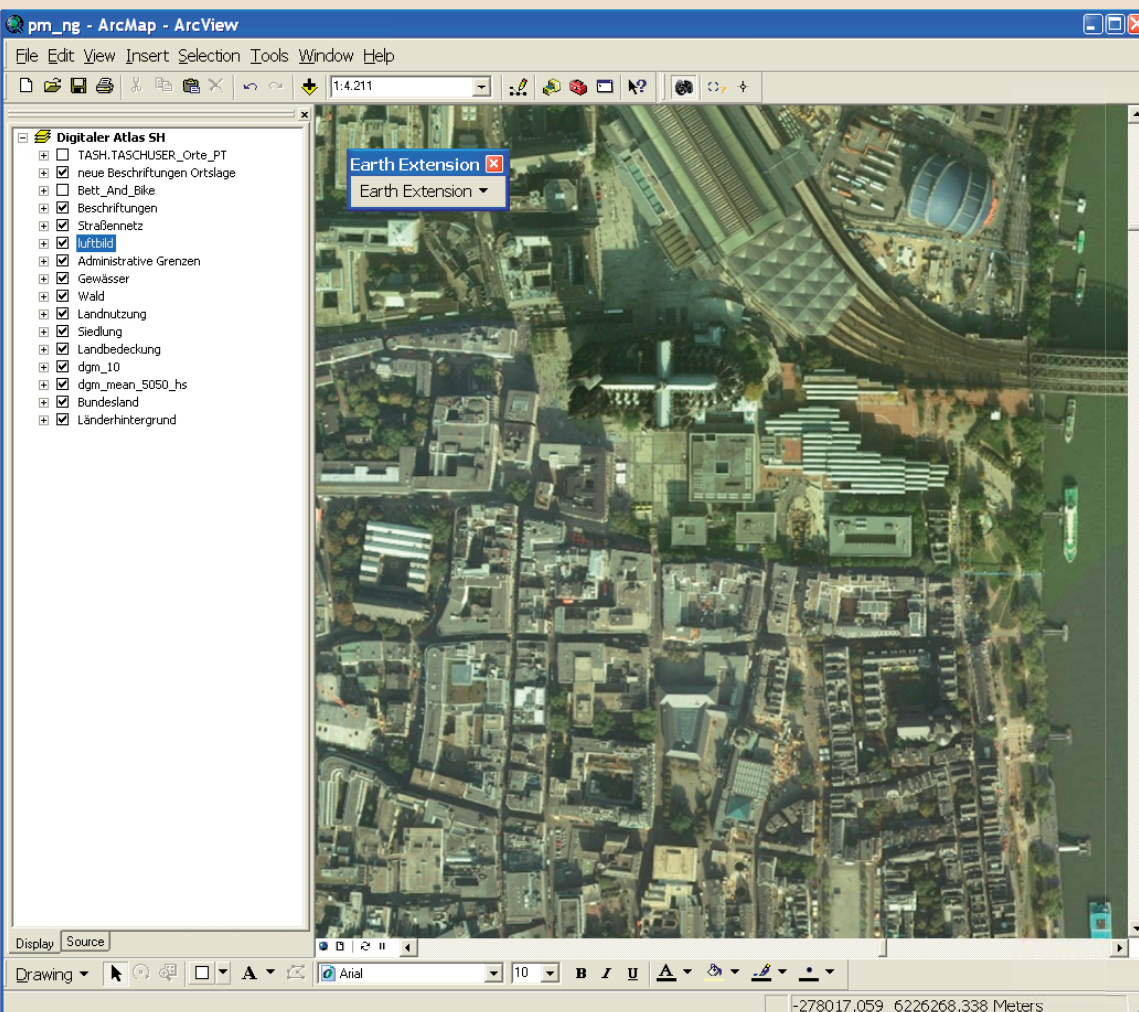 pm_ng - ArcMap - ArcView
File Edit View Insert Selection Tools Window Help
1:4.211
Digitaler Atlas SH
TASH.TASCHUSER_Orte_PT
neue Beschriftungen Ortslage
Bett_And_Bike
Beschriftungen
Straßennetz
luftbild
Administrative Grenzen
Gewässer
Wald
Landnutzung
Siedlung
Landbedeckung
dgm_10
dgm_mean_5050_hs
Bundesland
Länderhintergrund
Earth Extension
Earth Extension
Display Source
Drawing A Arial 10 B I U A
-278017,059 6226268,338 Meters